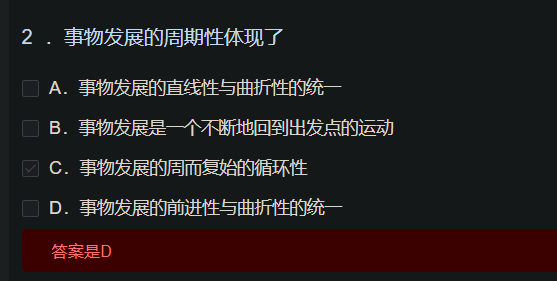 2 ．事物发展的周期性体现了
A．事物发展的直线性与曲折性的统一
B．事物发展是一个不断地回到出发点的运动
C．事物发展的周而复始的循环性
D．事物发展的前进性与曲折性的统一
答案是D